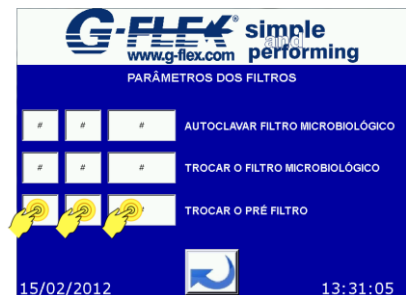 G-FLEX® simple
and
www.g-flex.com performing
PARÂMETROS DOS FILTROS
# # # AUTOCLAVAR FILTRO MICROBIOLÓGICO
# # # TROCAR O FILTRO MICROBIOLÓGICO
# TROCAR O PRÉ FILTRO
15/02/2012 13:31:05